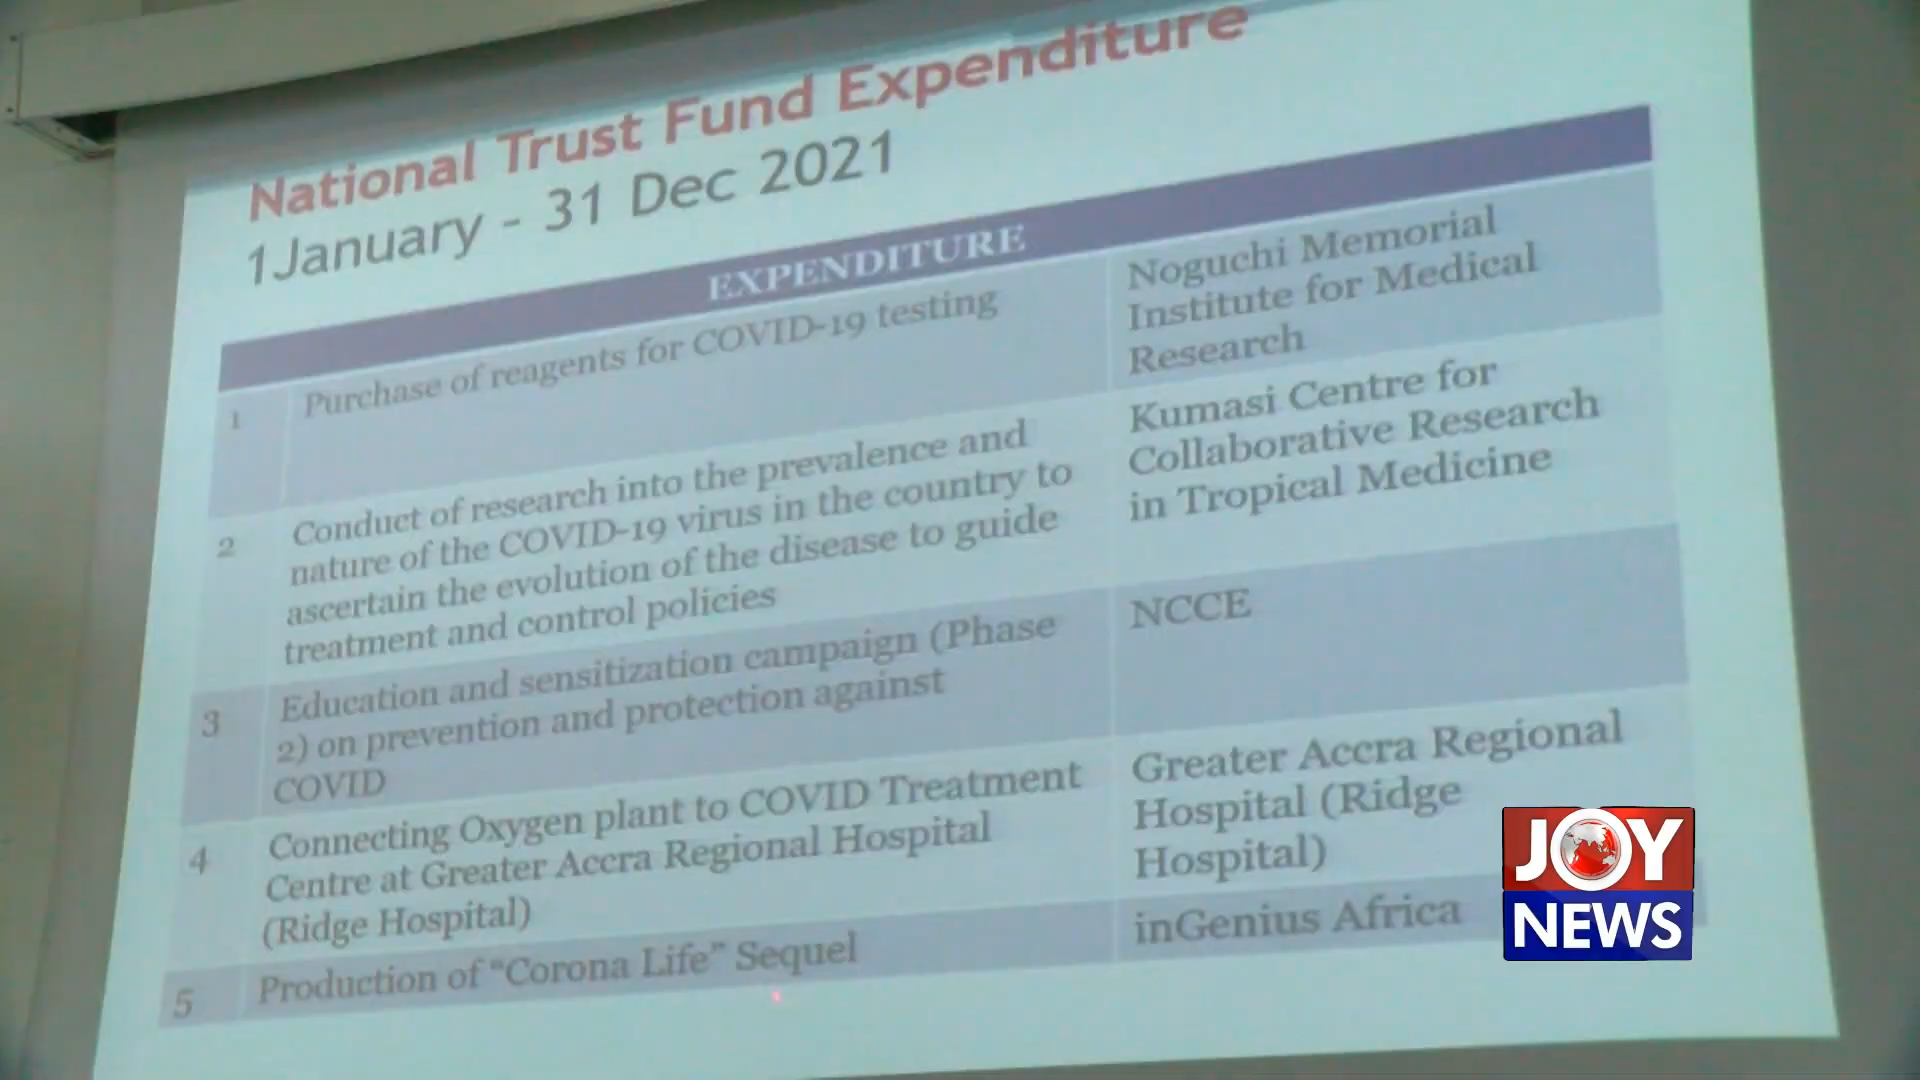 National Trust Fund Expenditure
1January - 31 Dec 2021
EXPENDITURE
1
Purchase of reagents for COVID-19 testing
Noguchi Memorial
Institute for Medical
Research
2
Conduct of research into the prevalence and
nature of the COVID-19 virus in the country to
ascertain the evolution of the disease to guide
treatment and control policies
Kumasi Centre for
Collaborative Research
in Tropical Medicine
3
Education and sensitization campaign (Phase
2) on prevention and protection against
COVID
NCCE
4
Connecting Oxygen plant to COVID Treatment
Centre at Greater Accra Regional Hospital
(Ridge Hospital)
Greater Accra Regional
Hospital (Ridge
Hospital)
5
Production of “Corona Life” Sequel
inGenius Africa
JOY
NEWS